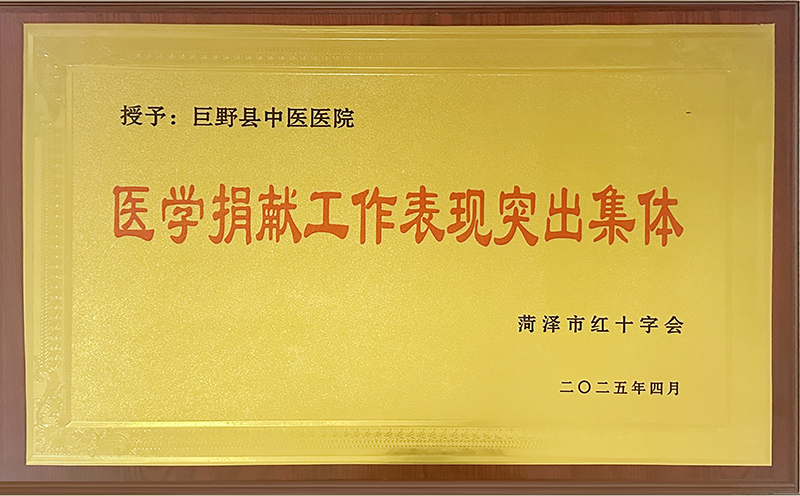 授予：巨野县中医医院
医学捐献工作表现突出集体
菏泽市红十字会
二〇二五年四月